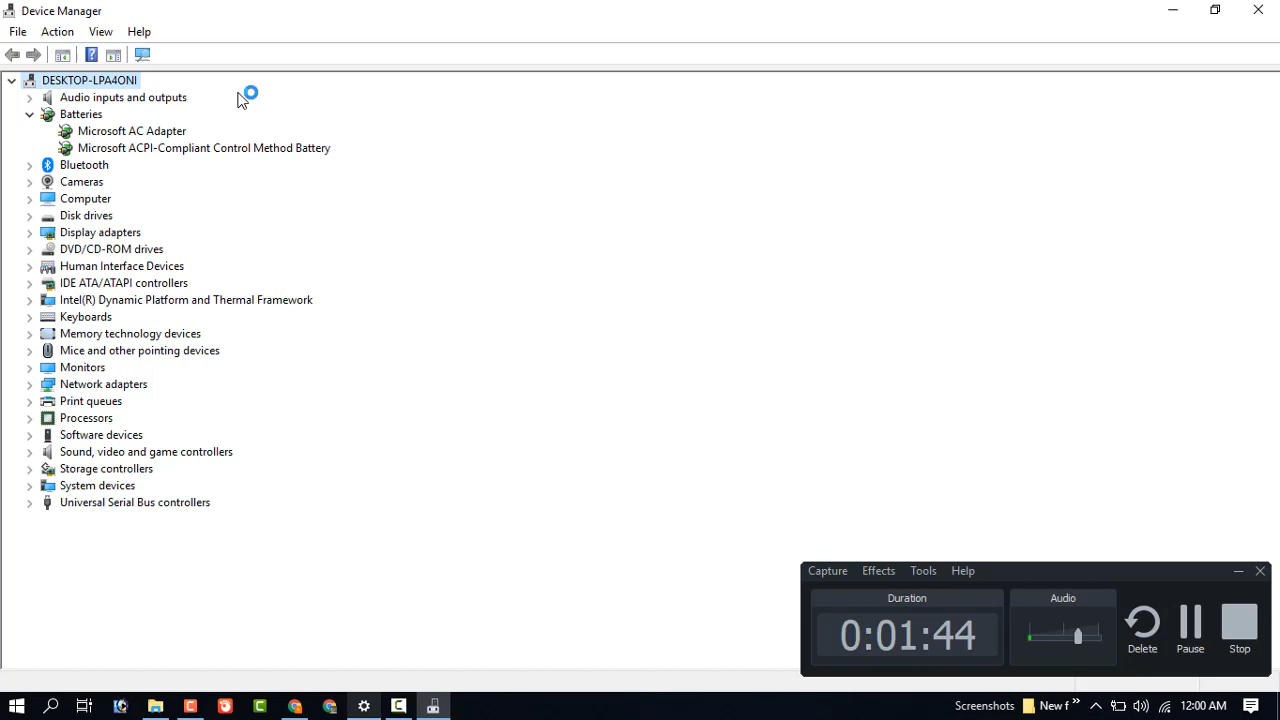 Device Manager
File Action View Help
DESKTOP-LPA4ONI
Audio inputs and outputs
Batteries
Microsoft AC Adapter
Microsoft ACPI-Compliant Control Method Battery
Bluetooth
Cameras
Computer
Disk drives
Display adapters
DVD/CD-ROM drives
Human Interface Devices
IDE ATA/ATAPI controllers
Intel(R) Dynamic Platform and Thermal Framework
Keyboards
Memory technology devices
Mice and other pointing devices
Monitors
Network adapters
Print queues
Processors
Software devices
Sound, video and game controllers
Storage controllers
System devices
Universal Serial Bus controllers
Capture Effects Tools Help
Duration Audio
0:01:44
Delete Pause Stop
Screenshots New f 12:00 AM